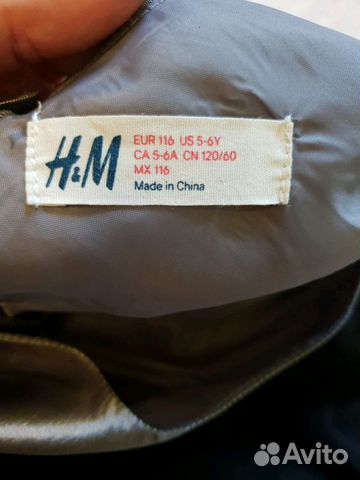 H&M
EUR 116 US 5-6Y
CA 5-6A CN 120/60
MX 116
Made in China
Avito